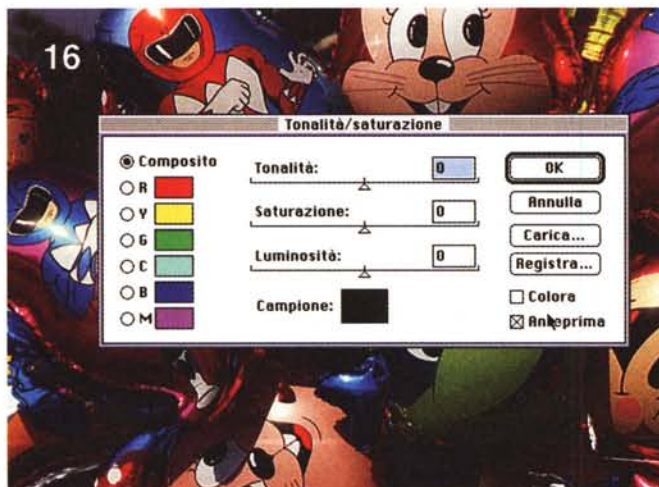 16
Tonalità/saturazione
Composito
R
Y
G
C
B
M
Tonalità: 0
Saturazione: 0
Luminosità: 0
Campione:
OK
Annulla
Carica...
Registra...
Colora
Anteprima